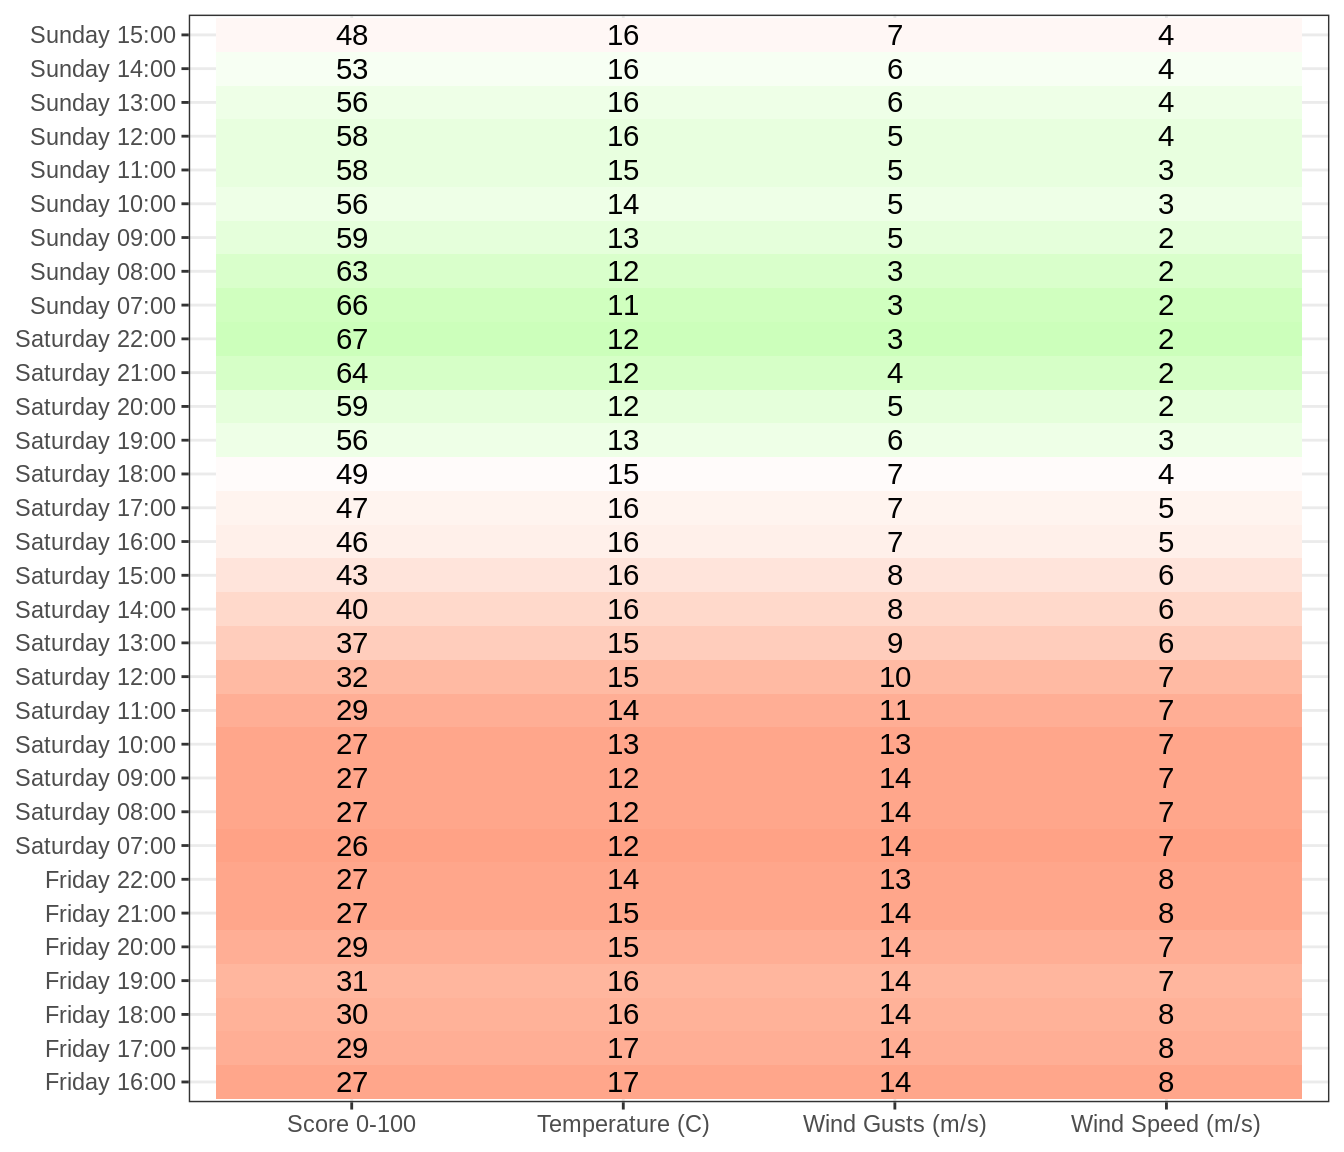 Sunday 15:00 48 16 7 4
Sunday 14:00 53 16 6 4
Sunday 13:00 56 16 6 4
Sunday 12:00 58 16 5 4
Sunday 11:00 58 15 5 3
Sunday 10:00 56 14 5 3
Sunday 09:00 59 13 5 2
Sunday 08:00 63 12 3 2
Sunday 07:00 66 11 3 2
Saturday 22:00 67 12 3 2
Saturday 21:00 64 12 4 2
Saturday 20:00 59 12 5 2
Saturday 19:00 56 13 6 3
Saturday 18:00 49 15 7 4
Saturday 17:00 47 16 7 5
Saturday 16:00 46 16 7 5
Saturday 15:00 43 16 8 6
Saturday 14:00 40 16 8 6
Saturday 13:00 37 15 9 6
Saturday 12:00 32 15 10 7
Saturday 11:00 29 14 11 7
Saturday 10:00 27 13 13 7
Saturday 09:00 27 12 14 7
Saturday 08:00 27 12 14 7
Saturday 07:00 26 12 14 7
Friday 22:00 27 14 13 8
Friday 21:00 27 15 14 8
Friday 20:00 29 15 14 7
Friday 19:00 31 16 14 7
Friday 18:00 30 16 14 8
Friday 17:00 29 17 14 8
Friday 16:00 27 17 14 8
Score 0-100 Temperature (C) Wind Gusts (m/s) Wind Speed (m/s)